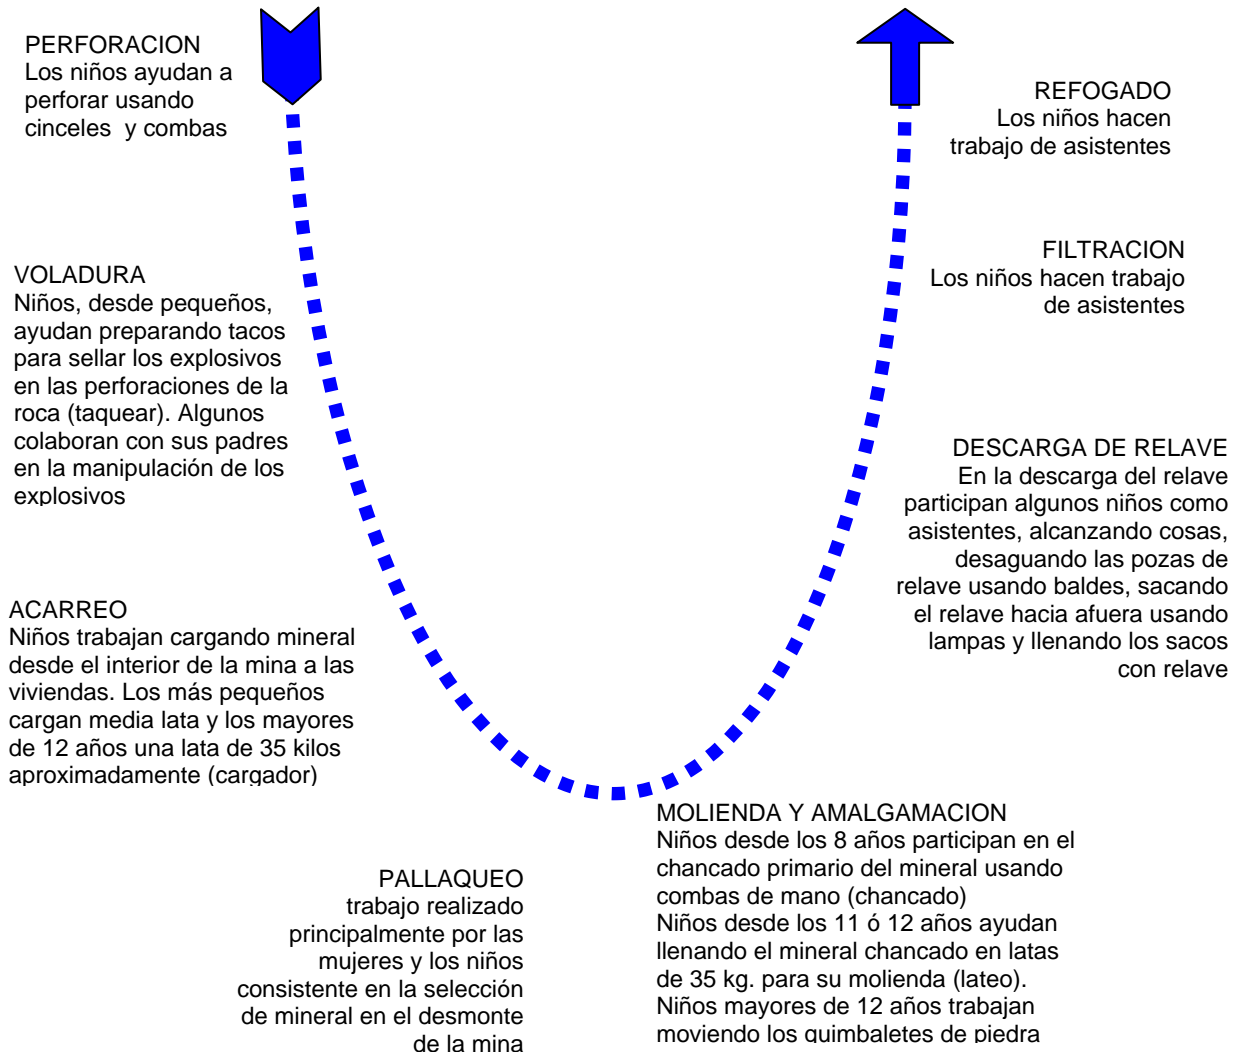 PERFORACION
Los niños ayudan a
perforar usando
cinceles y combas
VOLADURA
Niños, desde pequeños,
ayudan preparando tacos
para sellar los explosivos
en las perforaciones de la
roca (taquear). Algunos
colaboran con sus padres
en la manipulación de los
explosivos
ACARREO
Niños trabajan cargando mineral
desde el interior de la mina a las
viviendas. Los más pequeños
cargan media lata y los mayores
de 12 años una lata de 35 kilos
aproximadamente (cargador)
PALLAQUEO
trabajo realizado
principalmente por las
mujeres y los niños
consistente en la selección
de mineral en el desmonte
de la mina
MOLIENDA Y AMALGAMACION
Niños desde los 8 años participan en el
chancado primario del mineral usando
combas de mano (chancado)
Niños desde los 11 ó 12 años ayudan
llenando el mineral chancado en latas
de 35 kg. para su molienda (lateo).
Niños mayores de 12 años trabajan
moviendo los quimbaletes de piedra
DESCARGA DE RELAVE
En la descarga del relave
participan algunos niños como
asistentes, alcanzando cosas,
desaguando las pozas de
relave usando baldes, sacando
el relave hacia afuera usando
lampas y llenando los sacos
con relave
FILTRACION
Los niños hacen trabajo
de asistentes
REFOGADO
Los niños hacen
trabajo de asistentes